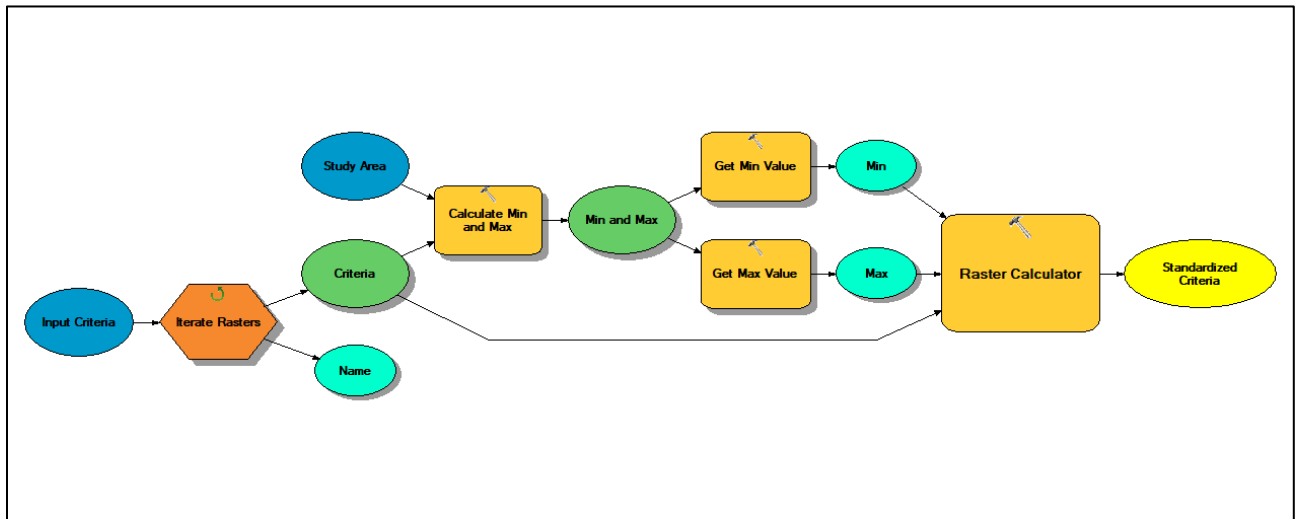 Study Area
Get Min Value
Min
Calculate Min
and Max
Min and Max
Criteria
Get Max Value
Max
Raster Calculator
Standardized
Criteria
Input Criteria
Iterate Rasters
Name